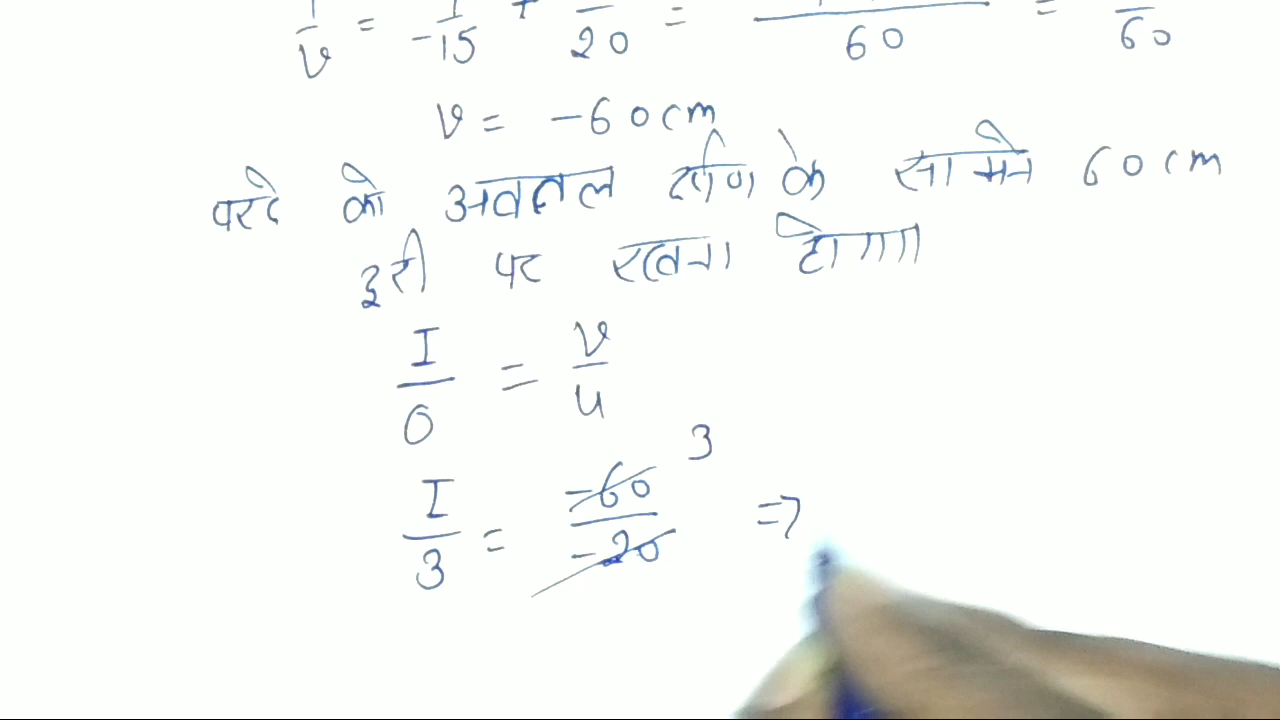 1/v = 1/-15 + 1/20 = /60 = /60
v = -60cm
परदे को अवतल दर्पण के सामने 60cm
दूरी पर रखना होगा।
I/O = v/u
I/3 = -60/-20 3 =>